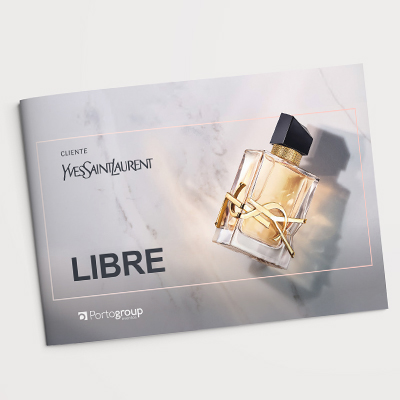 CLIENTE
YVESSAINTLAURENT
LIBRE
Portogroup